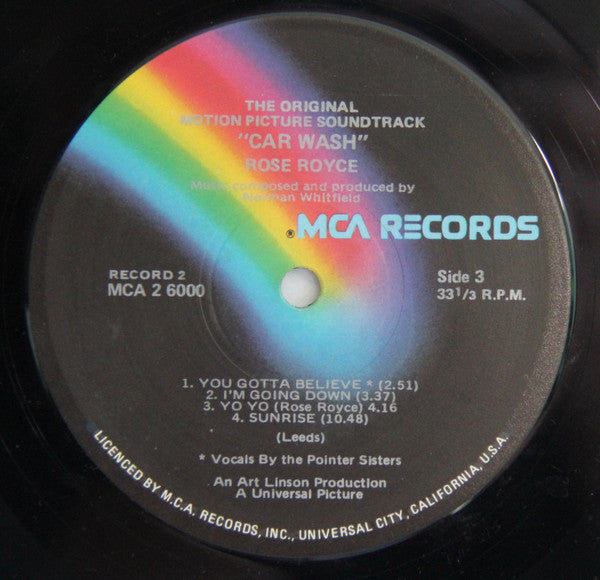 THE ORIGINAL
MOTION PICTURE SOUNDTRACK
"CAR WASH"
ROSE ROYCE
Music composed and produced by
Norman Whitfield
®MCA RECORDS
RECORD 2
MCA 2 6000
Side 3
33 1/3 R.P.M.
1. YOU GOTTA BELIEVE * (2.51)
2. I'M GOING DOWN (3.37)
3. YO YO (Rose Royce) 4.16
4. SUNRISE (10.48)
(Leeds)
* Vocals By the Pointer Sisters
An Art Linson Production
A Universal Picture
LICENCED BY M.C.A. RECORDS, INC., UNIVERSAL CITY, CALIFORNIA, U.S.A.